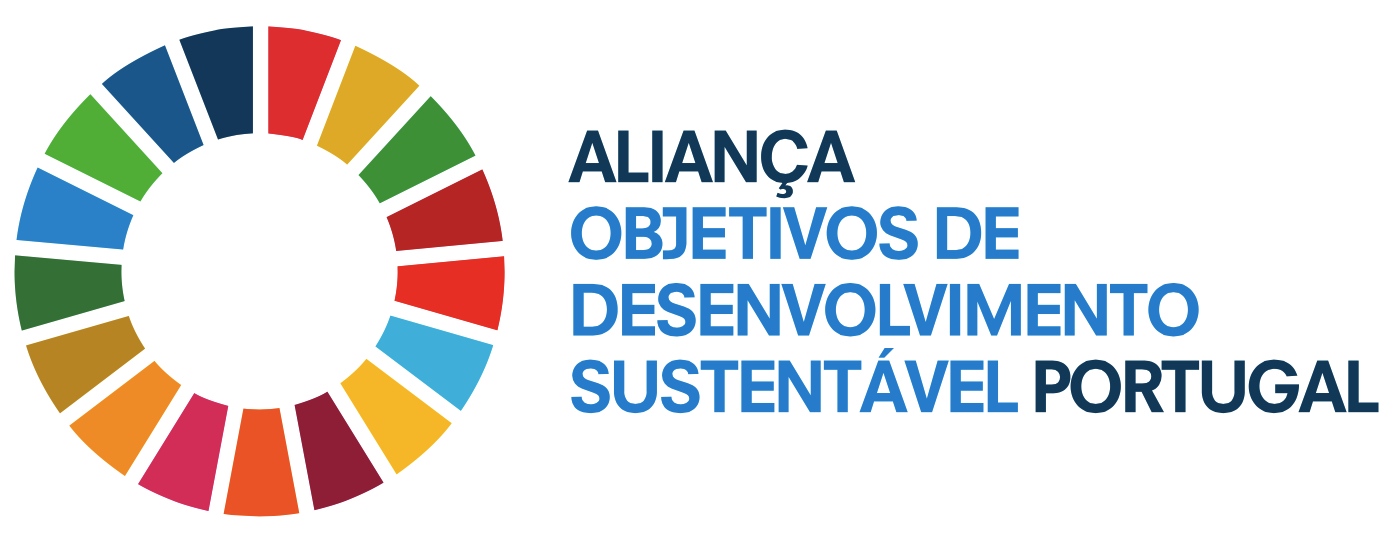 ALIANÇA
OBJETIVOS DE
DESENVOLVIMENTO
SUSTENTÁVEL PORTUGAL